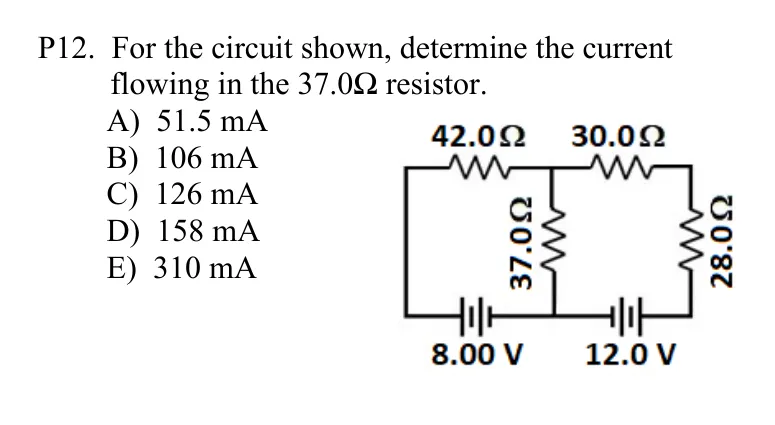 P12. For the circuit shown, determine the current
flowing in the 37.0Ω resistor.
A) 51.5 mA
B) 106 mA
C) 126 mA
D) 158 mA
E) 310 mA
42.0Ω 30.0Ω
37.0Ω
28.0Ω
8.00 V 12.0 V